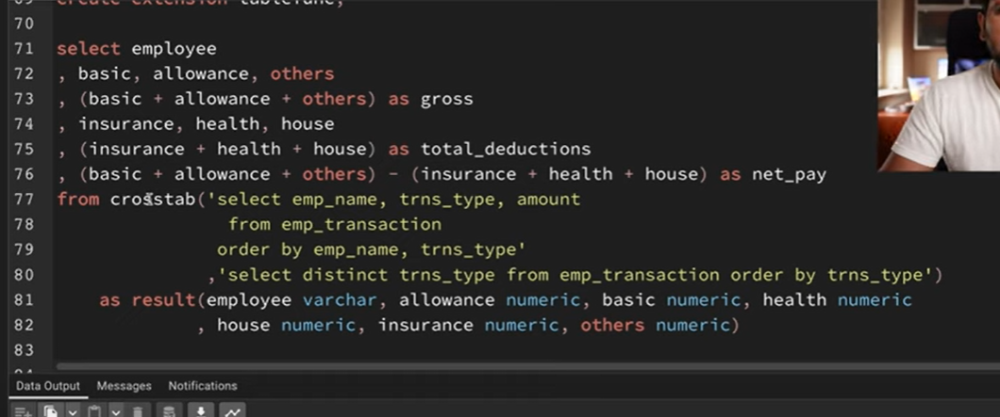 69 create extension tablefunc;
70
71 select employee
72 , basic, allowance, others
73 , (basic + allowance + others) as gross
74 , insurance, health, house
75 , (insurance + health + house) as total_deductions
76 , (basic + allowance + others) - (insurance + health + house) as net_pay
77 from crosstab('select emp_name, trns_type, amount
78 from emp_transaction
79 order by emp_name, trns_type'
80 ,'select distinct trns_type from emp_transaction order by trns_type')
81 as result(employee varchar, allowance numeric, basic numeric, health numeric
82 , house numeric, insurance numeric, others numeric)
83
Data Output Messages Notifications